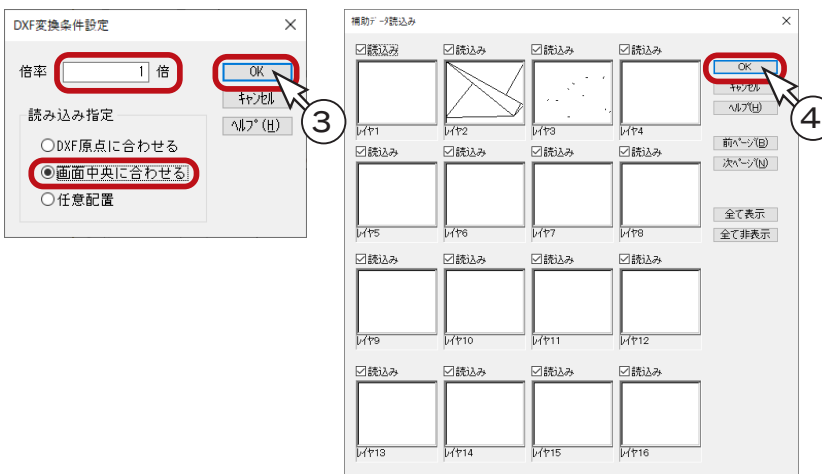 DXF変換条件設定
倍率 1 倍
OK
キャンセル
ヘルプ(H)
③
読み込み指定
DXF原点に合わせる
画面中央に合わせる
任意配置
補助データ読込み
読込み 読込み 読込み 読込み
レイヤ1 レイヤ2 レイヤ3 レイヤ4
読込み 読込み 読込み 読込み
レイヤ5 レイヤ6 レイヤ7 レイヤ8
読込み 読込み 読込み 読込み
レイヤ9 レイヤ10 レイヤ11 レイヤ12
読込み 読込み 読込み 読込み
レイヤ13 レイヤ14 レイヤ15 レイヤ16
OK
キャンセル
ヘルプ(H)
④
前ページ(B)
次ページ(N)
全て表示
全て非表示